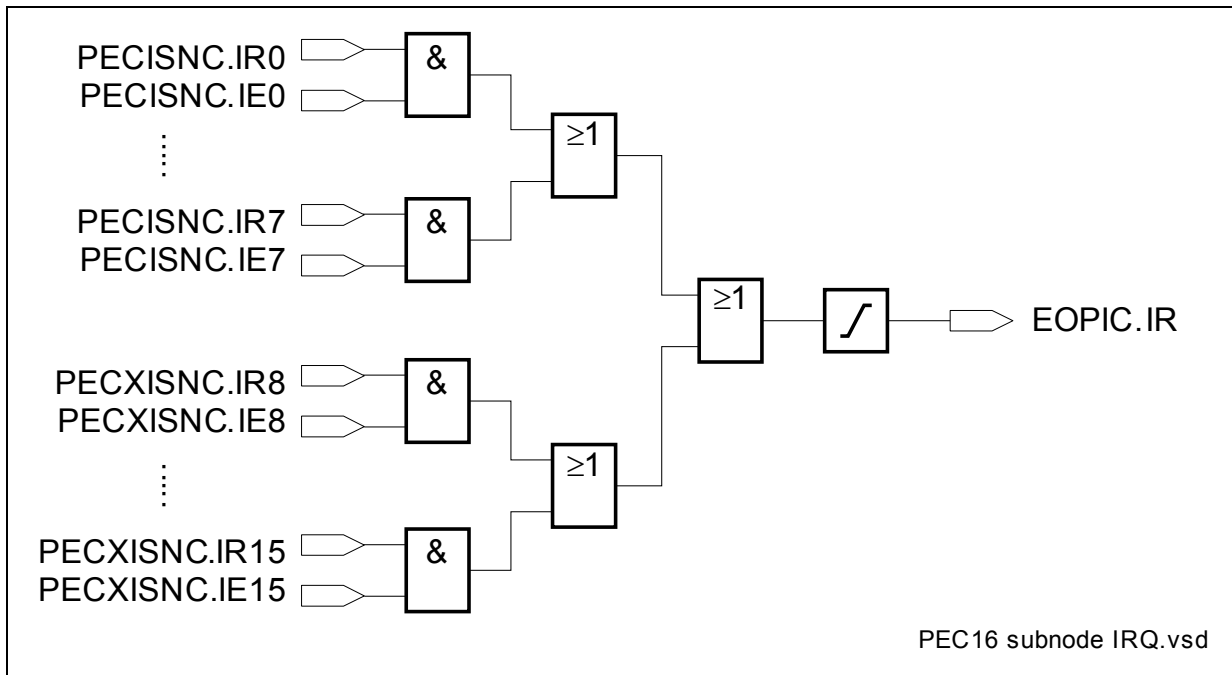 PECISNC.IR0
PECISNC.IE0
&
≥1
PECISNC.IR7
PECISNC.IE7
&
≥1
EOPIC.IR
PECXISNC.IR8
PECXISNC.IE8
&
≥1
PECXISNC.IR15
PECXISNC.IE15
&
PEC16 subnode IRQ.vsd